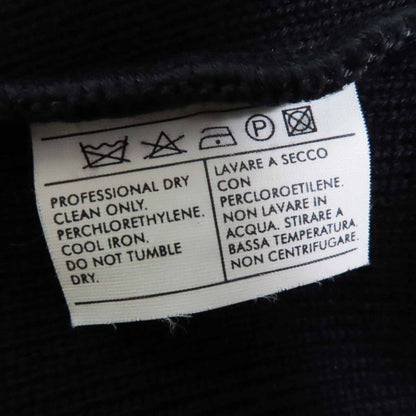 PROFESSIONAL DRY
CLEAN ONLY.
PERCHLORETHYLENE.
COOL IRON.
DO NOT TUMBLE
DRY.
LAVARE A SECCO
CON
PERCLOROETILENE.
NON LAVARE IN
ACQUA. STIRARE A
BASSA TEMPERATURA.
NON CENTRIFUGARE.
P